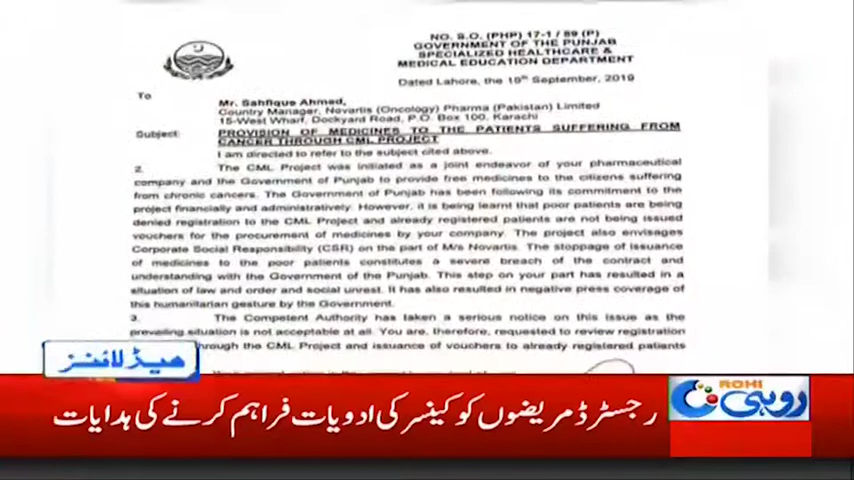 NO. S.O. (PHP) 17-1 / 89 (P)
GOVERNMENT OF THE PUNJAB
SPECIALIZED HEALTHCARE &
MEDICAL EDUCATION DEPARTMENT
Dated Lahore, the 19th September, 2019
To
Mr. Sahfique Ahmed,
Country Manager, Novartis (Oncology) Pharma (Pakistan) Limited
15-West Wharf, Dockyard Road, P.O. Box 100, Karachi
Subject: PROVISION OF MEDICINES TO THE PATIENTS SUFFERING FROM
CANCER THROUGH CML PROJECT
I am directed to refer to the subject cited above.
2. The CML Project was initiated as a joint endeavor of your pharmaceutical
company and the Government of Punjab to provide free medicines to the citizens suffering
from chronic cancers. The Government of Punjab has been following its commitment to the
project financially and administratively. However, it is being learnt that poor patients are being
denied registration to the CML Project and already registered patients are not being issued
vouchers for the procurement of medicines by your company. The project also envisages
Corporate Social Responsibility (CSR) on the part of M/s Novartis. The stoppage of issuance
of medicines to the poor patients constitutes a severe breach of the contract and
understanding with the Government of the Punjab. This step on your part has resulted in a
situation of law and order and social unrest. It has also resulted in negative press coverage of
this humanitarian gesture by the Government.
3. The Competent Authority has taken a serious notice on this issue as the
prevailing situation is not acceptable at all. You are, therefore, requested to review registration
through the CML Project and issuance of vouchers to already registered patients
ہیڈ لائنز
ROHI
روہی
رجسٹرڈ مریضوں کو کینسر کی ادویات فراہم کرنے کی ہدایات